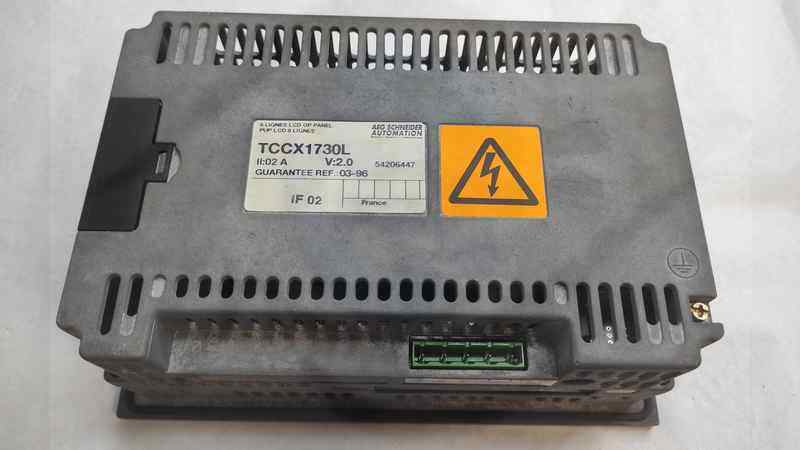 8 LIGNES LCD OP PANEL
PUP LCD 8 LIGNES
AEG SCHNEIDER
AUTOMATION
TCCX1730L
II:02 A V:2.0 54206447
GUARANTEE REF: 03-96
IF 02
France